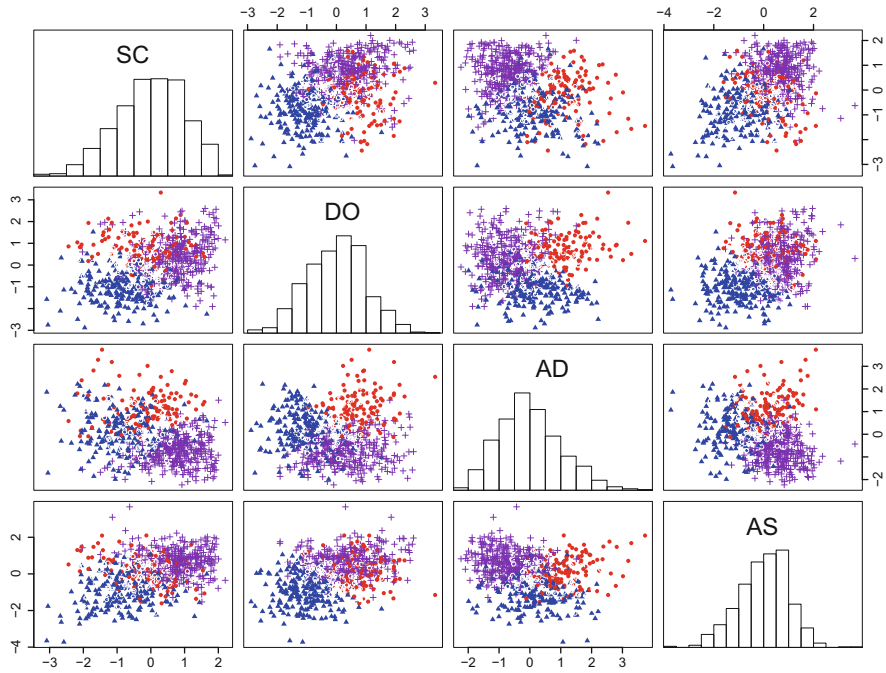 −3 −2 −1 0 1 2 3
−4 −2 0 2
SC
−3 −1 0 1 2
−3 −1 0 1 2 3
DO
AD
−2 0 1 2 3
−4 −2 0 2
AS
−3 −2 −1 0 1 2
−2 −1 0 1 2 3